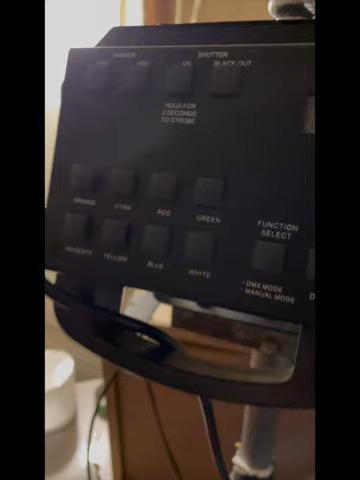 SHUTTER
ON BLACK OUT
HOLD FOR
3 SECONDS
TO STROBE
ORANGE CYAN RED GREEN
MAGENTA YELLOW BLUE WHITE
FUNCTION
SELECT
• DMX MODE
• MANUAL MODE